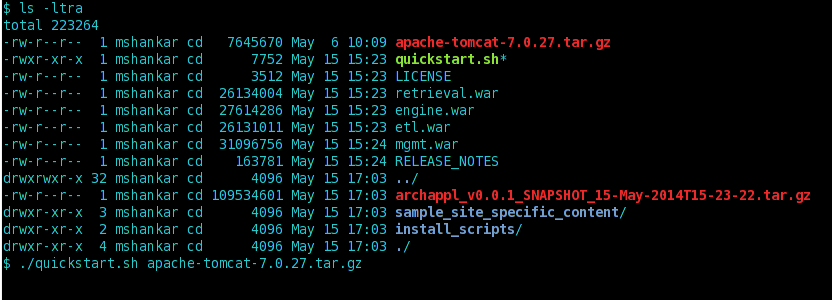 $ ls -ltra
total 223264
-rw-r--r--  1 mshankar cd   7645670 May  6 10:09 apache-tomcat-7.0.27.tar.gz
-rwxr-xr-x  1 mshankar cd      7752 May 15 15:23 quickstart.sh*
-rw-r--r--  1 mshankar cd      3512 May 15 15:23 LICENSE
-rw-r--r--  1 mshankar cd  26134004 May 15 15:23 retrieval.war
-rw-r--r--  1 mshankar cd  27614286 May 15 15:23 engine.war
-rw-r--r--  1 mshankar cd  26131011 May 15 15:23 etl.war
-rw-r--r--  1 mshankar cd  31096756 May 15 15:24 mgmt.war
-rw-r--r--  1 mshankar cd    163781 May 15 15:24 RELEASE_NOTES
drwxrwxr-x 32 mshankar cd      4096 May 15 17:03 ../
-rw-r--r--  1 mshankar cd 109534601 May 15 17:03 archappl_v0.0.1_SNAPSHOT_15-May-2014T15-23-22.tar.gz
drwxr-xr-x  3 mshankar cd      4096 May 15 17:03 sample_site_specific_content/
drwxr-xr-x  2 mshankar cd      4096 May 15 17:03 install_scripts/
drwxr-xr-x  4 mshankar cd      4096 May 15 17:03 ./
$ ./quickstart.sh apache-tomcat-7.0.27.tar.gz